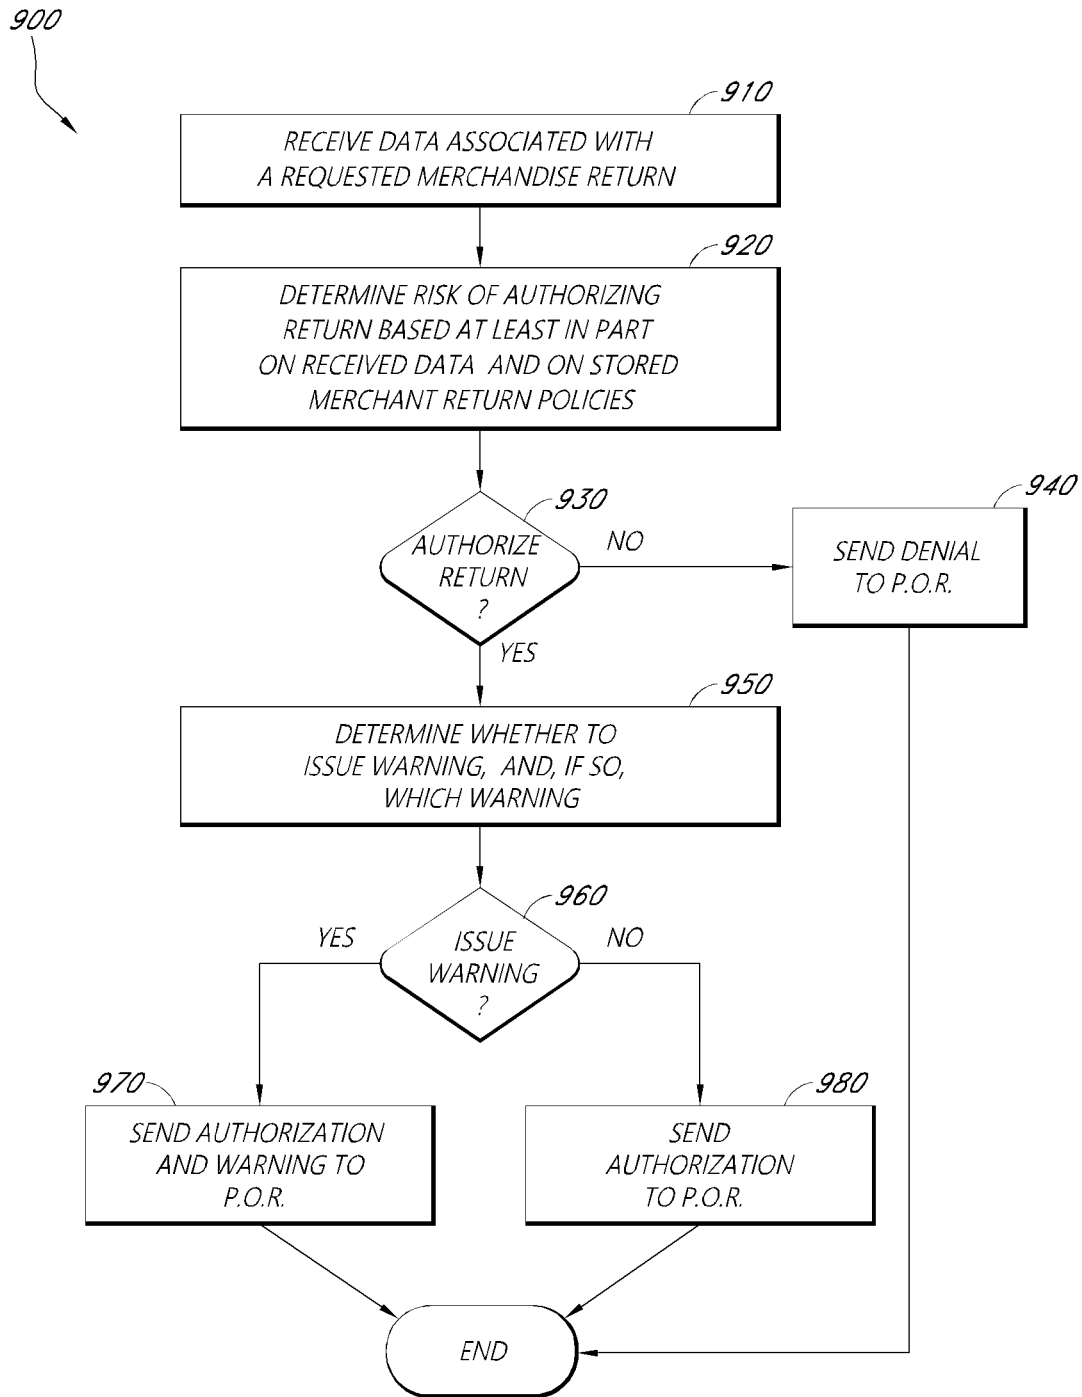 900
910
RECEIVE DATA ASSOCIATED WITH
A REQUESTED MERCHANDISE RETURN
920
DETERMINE RISK OF AUTHORIZING
RETURN BASED AT LEAST IN PART
ON RECEIVED DATA AND ON STORED
MERCHANT RETURN POLICIES
930
AUTHORIZE
RETURN
?
NO
YES
940
SEND DENIAL
TO P.O.R.
950
DETERMINE WHETHER TO
ISSUE WARNING, AND, IF SO,
WHICH WARNING
960
YES
ISSUE
WARNING
?
NO
970
SEND AUTHORIZATION
AND WARNING TO
P.O.R.
980
SEND
AUTHORIZATION
TO P.O.R.
END